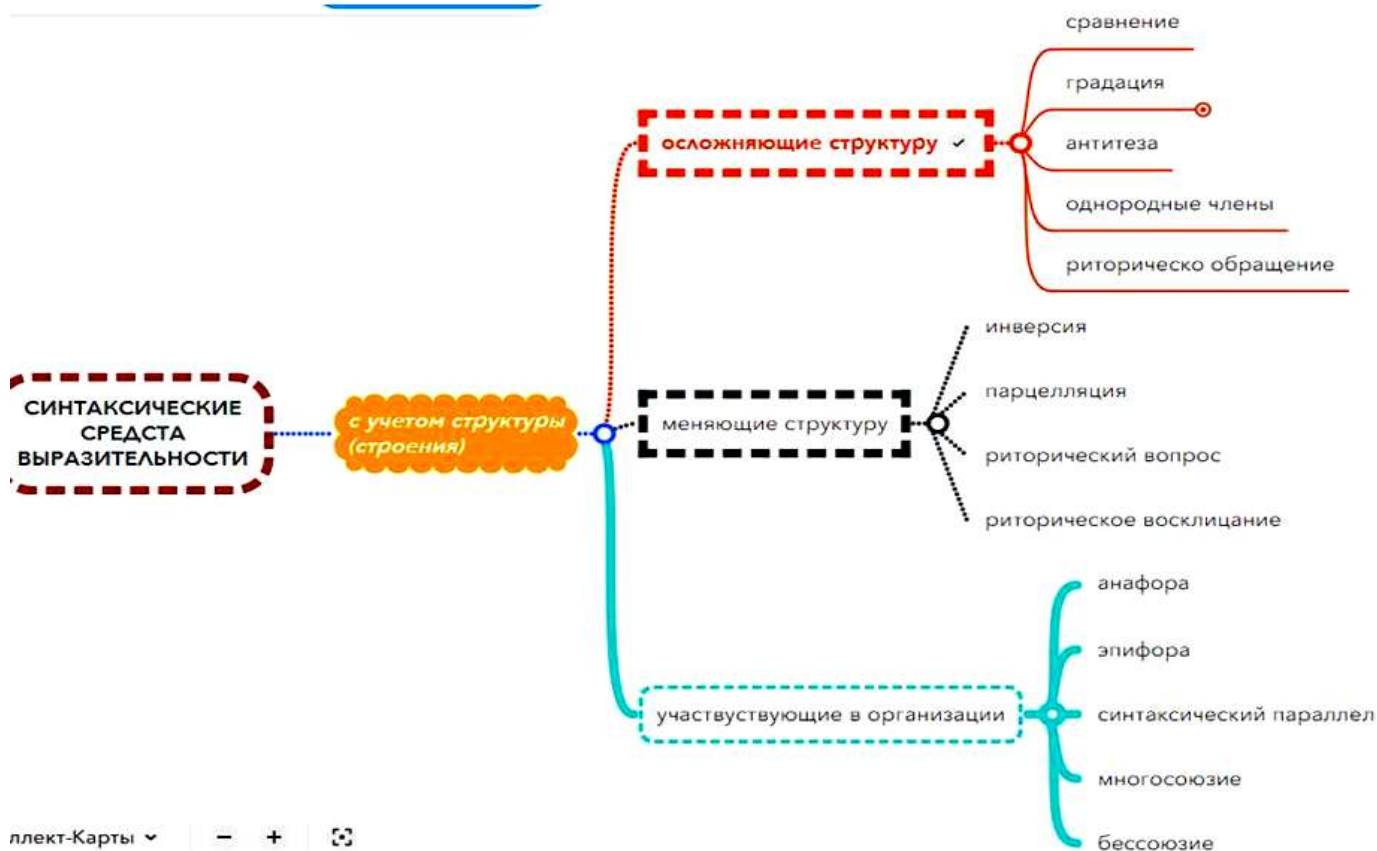 СИНТАКСИЧЕСКИЕ
СРЕДСТА
ВЫРАЗИТЕЛЬНОСТИ
с учетом структуры
(строения)
осложняющие структуру
сравнение
градация
антитеза
однородные члены
риторическо обращение
меняющие структуру
инверсия
парцелляция
риторический вопрос
риторическое восклицание
участвуствующие в организации
анафора
эпифора
синтаксический параллел
многосоюзие
бессоюзие
ллект-Карты